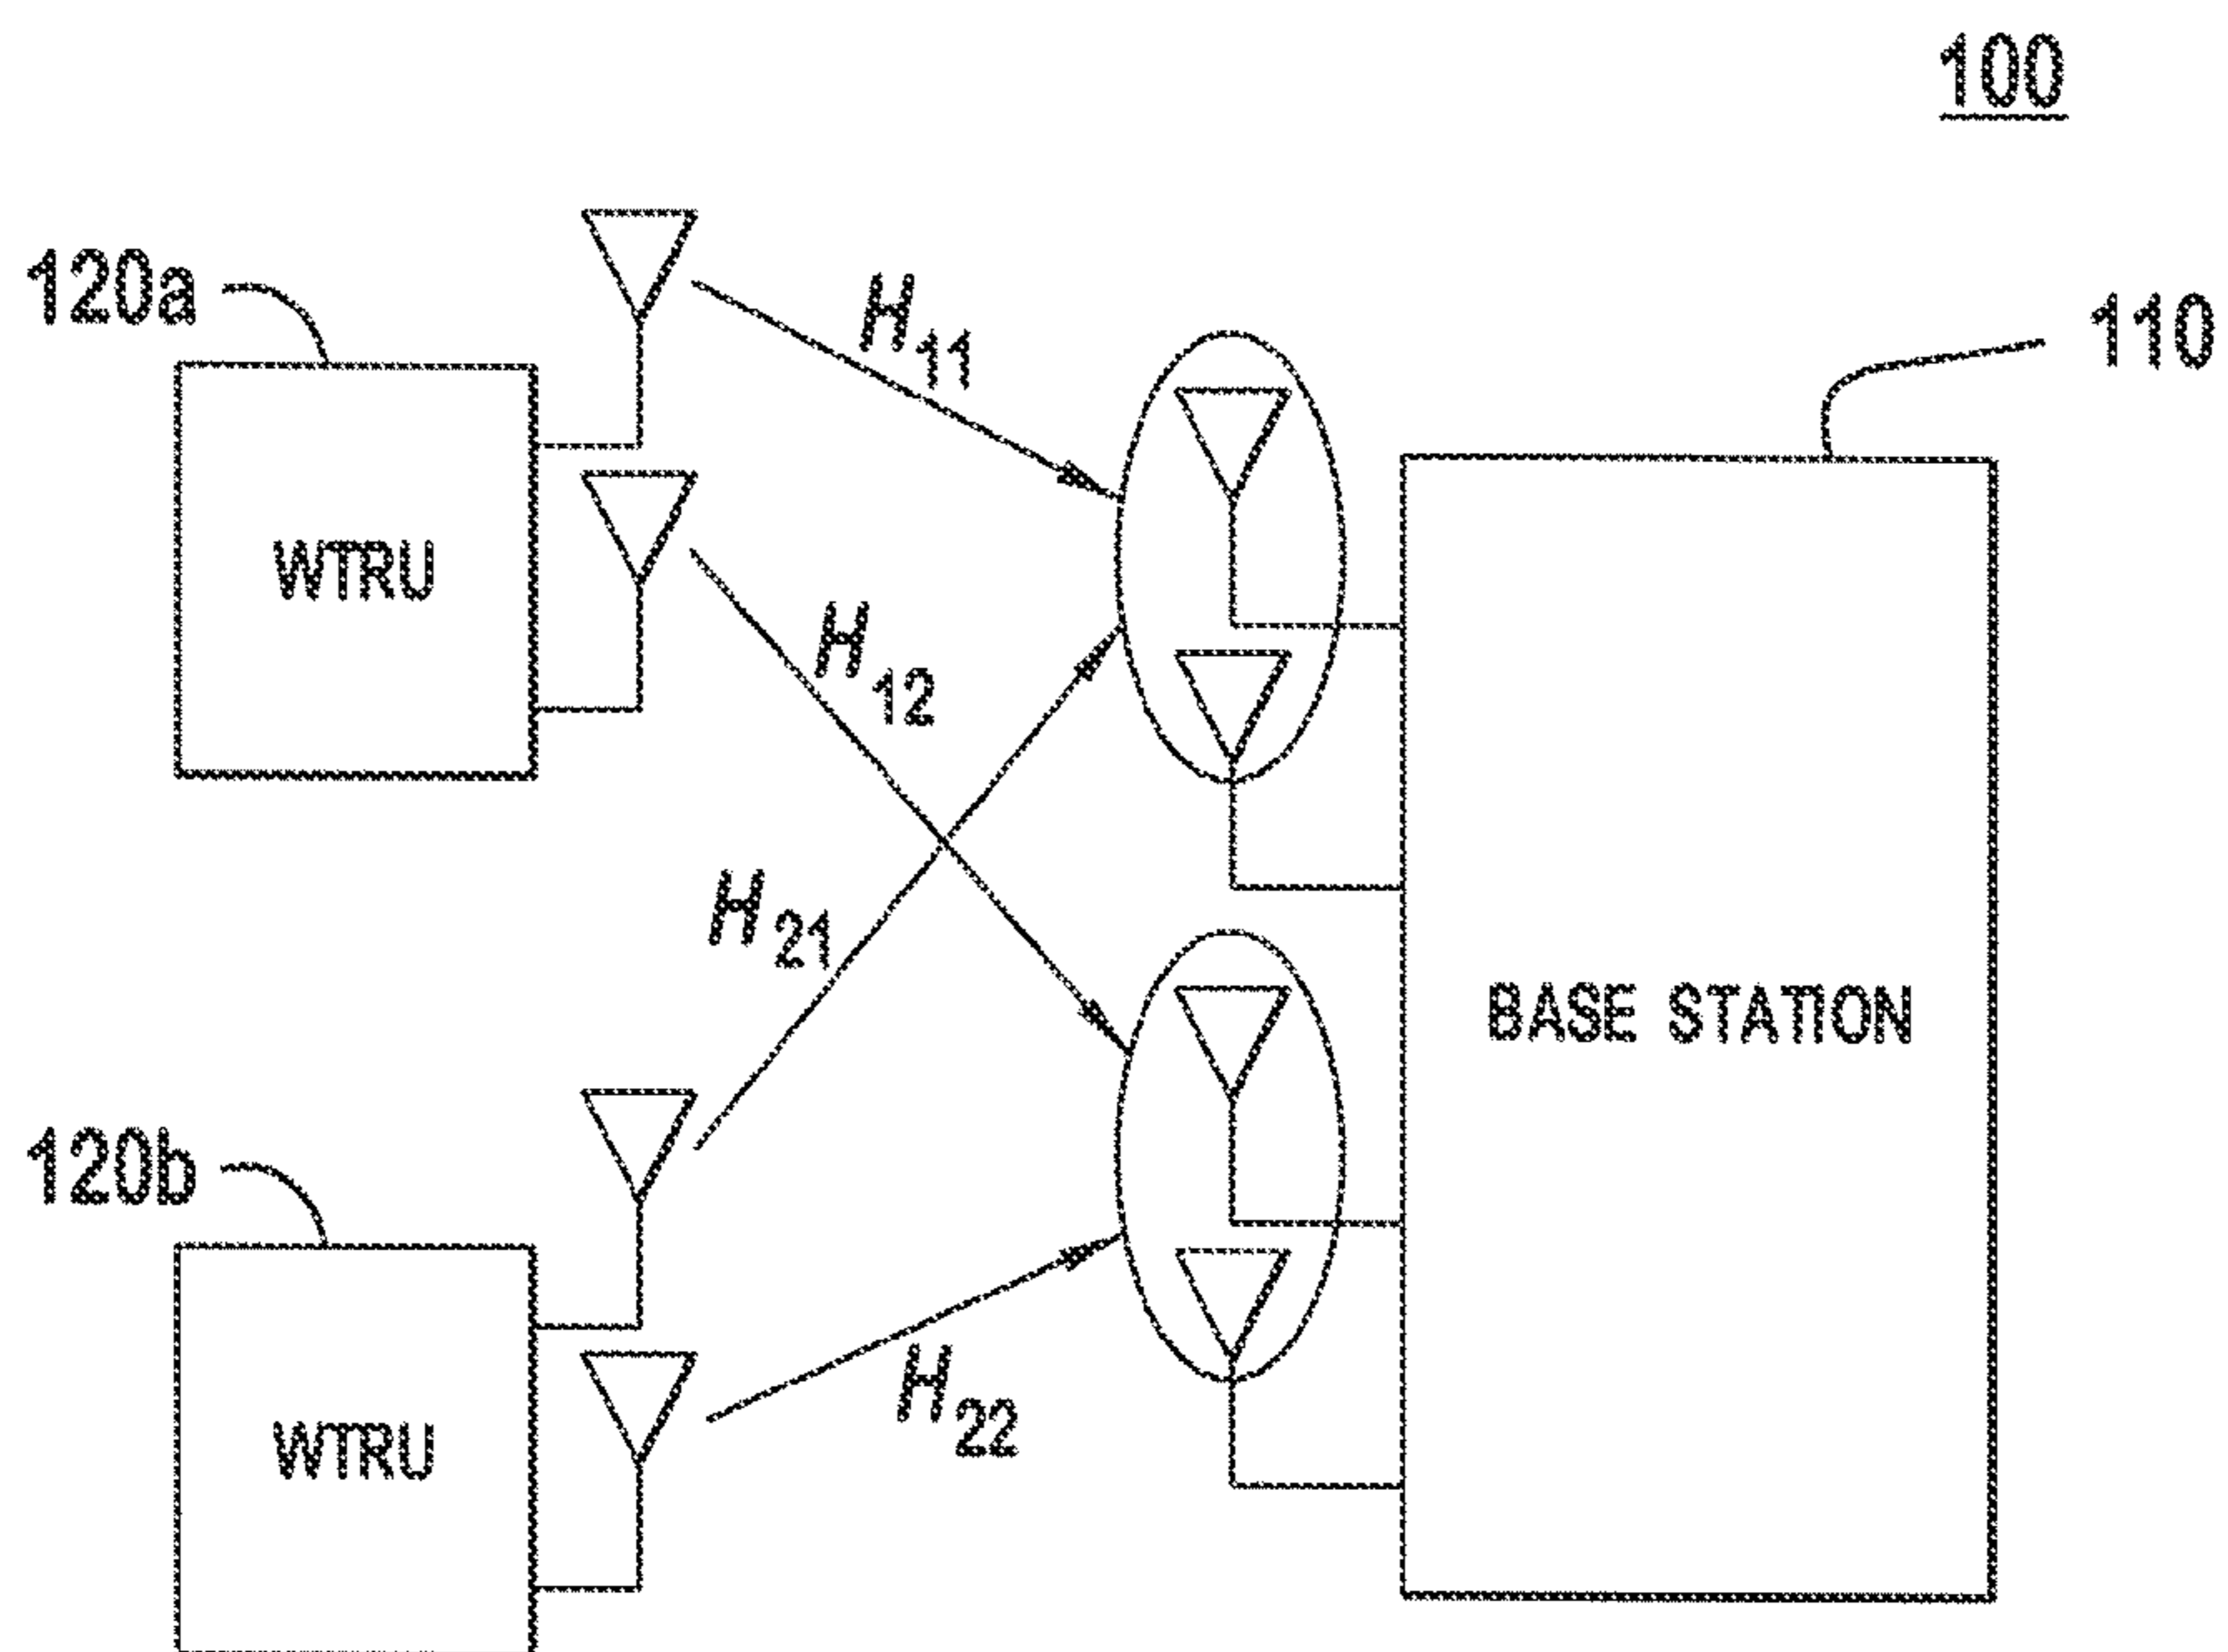 100
120a
H11
110
WTRU
H12
H21
BASE STATION
120b
H22
WTRU